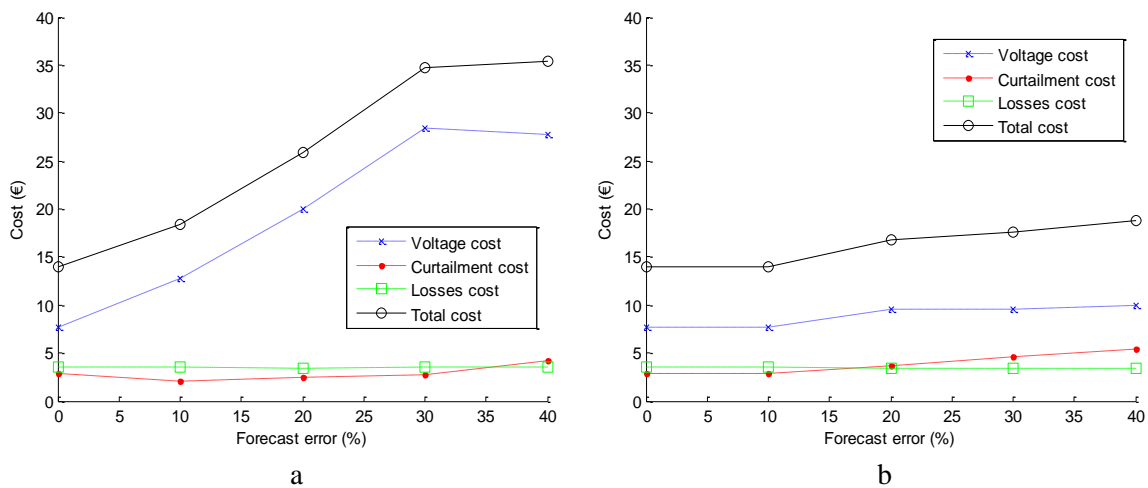 40
35
30
25
20
15
10
5
0
Cost (€)
Voltage cost
Curtailment cost
Losses cost
Total cost
0 5 10 15 20 25 30 35 40
Forecast error (%)
a
40
35
30
25
20
15
10
5
0
Cost (€)
Voltage cost
Curtailment cost
Losses cost
Total cost
0 5 10 15 20 25 30 35 40
Forecast error (%)
b